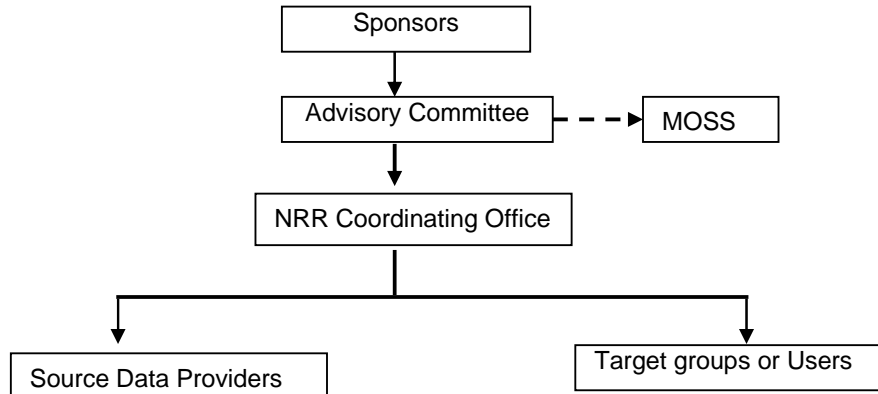 Sponsors
Advisory Committee
MOSS
NRR Coordinating Office
Source Data Providers
Target groups or Users